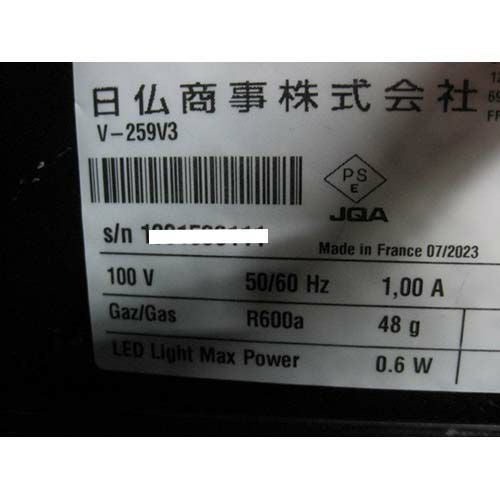 日仏商事株式会社
V-259V3
PS
E
JQA
s/n
Made in France 07/2023
100 V 50/60 Hz 1,00 A
Gaz/Gas R600a 48 g
LED Light Max Power 0.6 W